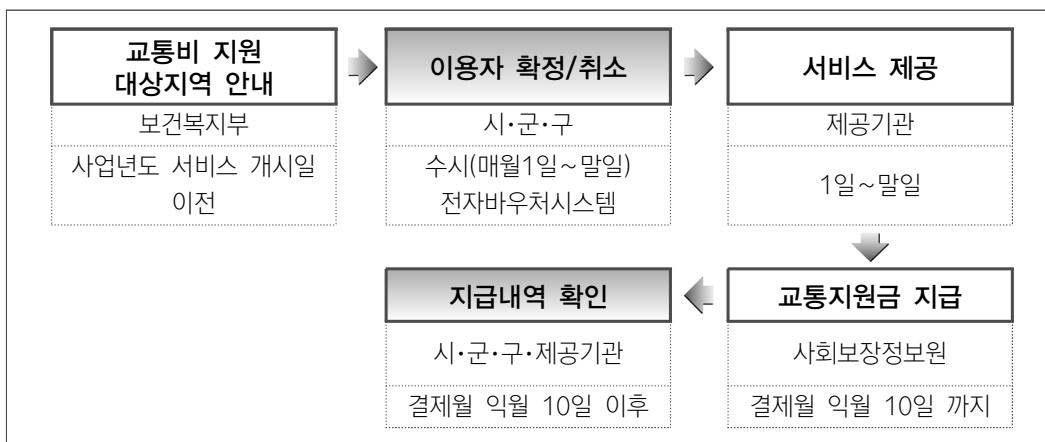 교통비 지원
대상지역 안내
보건복지부
사업년도 서비스 개시일
이전
이용자 확정/취소
시·군·구
수시(매월1일~말일)
전자바우처시스템
서비스 제공
제공기관
1일~말일
교통지원금 지급
사회보장정보원
결제월 익월 10일 까지
지급내역 확인
시·군·구·제공기관
결제월 익월 10일 이후